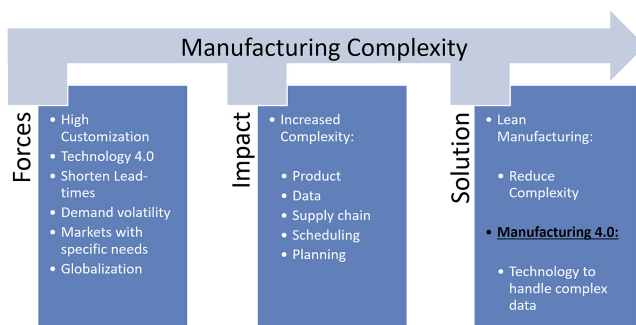 Manufacturing Complexity
Forces
• High
Customization
• Technology 4.0
• Shorten Lead-
times
• Demand volatility
• Markets with
specific needs
• Globalization
Impact
• Increased
Complexity:
• Product
• Data
• Supply chain
• Scheduling
• Planning
Solution
• Lean
Manufacturing:
• Reduce
Complexity
• Manufacturing 4.0:
• Technology to
handle complex
data